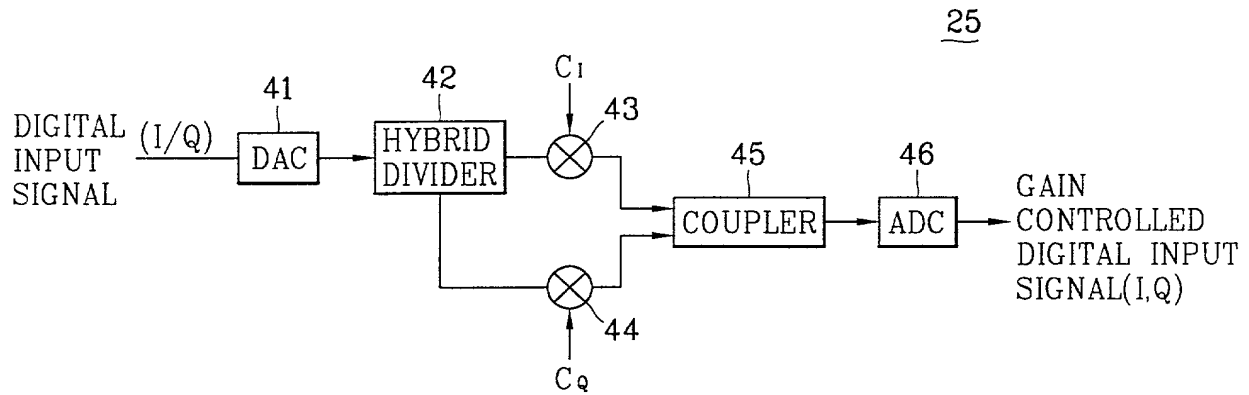 25
C_I
41
42
43
DIGITAL
INPUT
SIGNAL
(I/Q)
DAC
HYBRID
DIVIDER
45
46
COUPLER
ADC
GAIN
CONTROLLED
DIGITAL INPUT
SIGNAL(I,Q)
44
C_Q